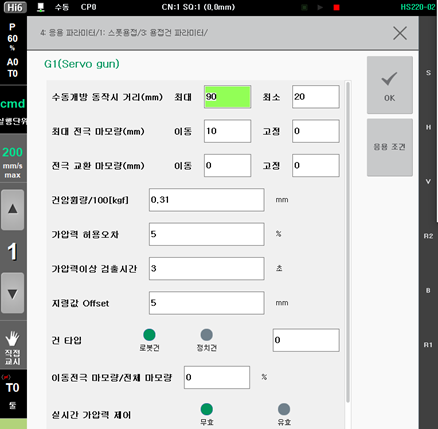 Hi6 수동 CP0 CN:1 SQ:1 (0,0mm) HS220-02
P 60 %
A0 T0
cmd
실행단위
200 mm/s max
1
직접 교시
T0
툴
4: 응용 파라미터/1: 스폿용접/3: 용접건 파라미터/
G1(Servo gun)
수동개방 동작시 거리(mm) 최대 90 최소 20
최대 전극 마모량(mm) 이동 10 고정 0
전극 교환 마모량(mm) 이동 0 고정 0
건암휨량/100[kgf] 0,31 mm
가압력 허용오차 5 %
가압력이상 검출시간 3 초
지령값 Offset 5 mm
건 타입 로봇건 정치건 0
이동전극 마모량/전체 마모량 0 %
실시간 가압력 제어 무효 유효
OK
응용 조건
S
H
V
R2
B
R1